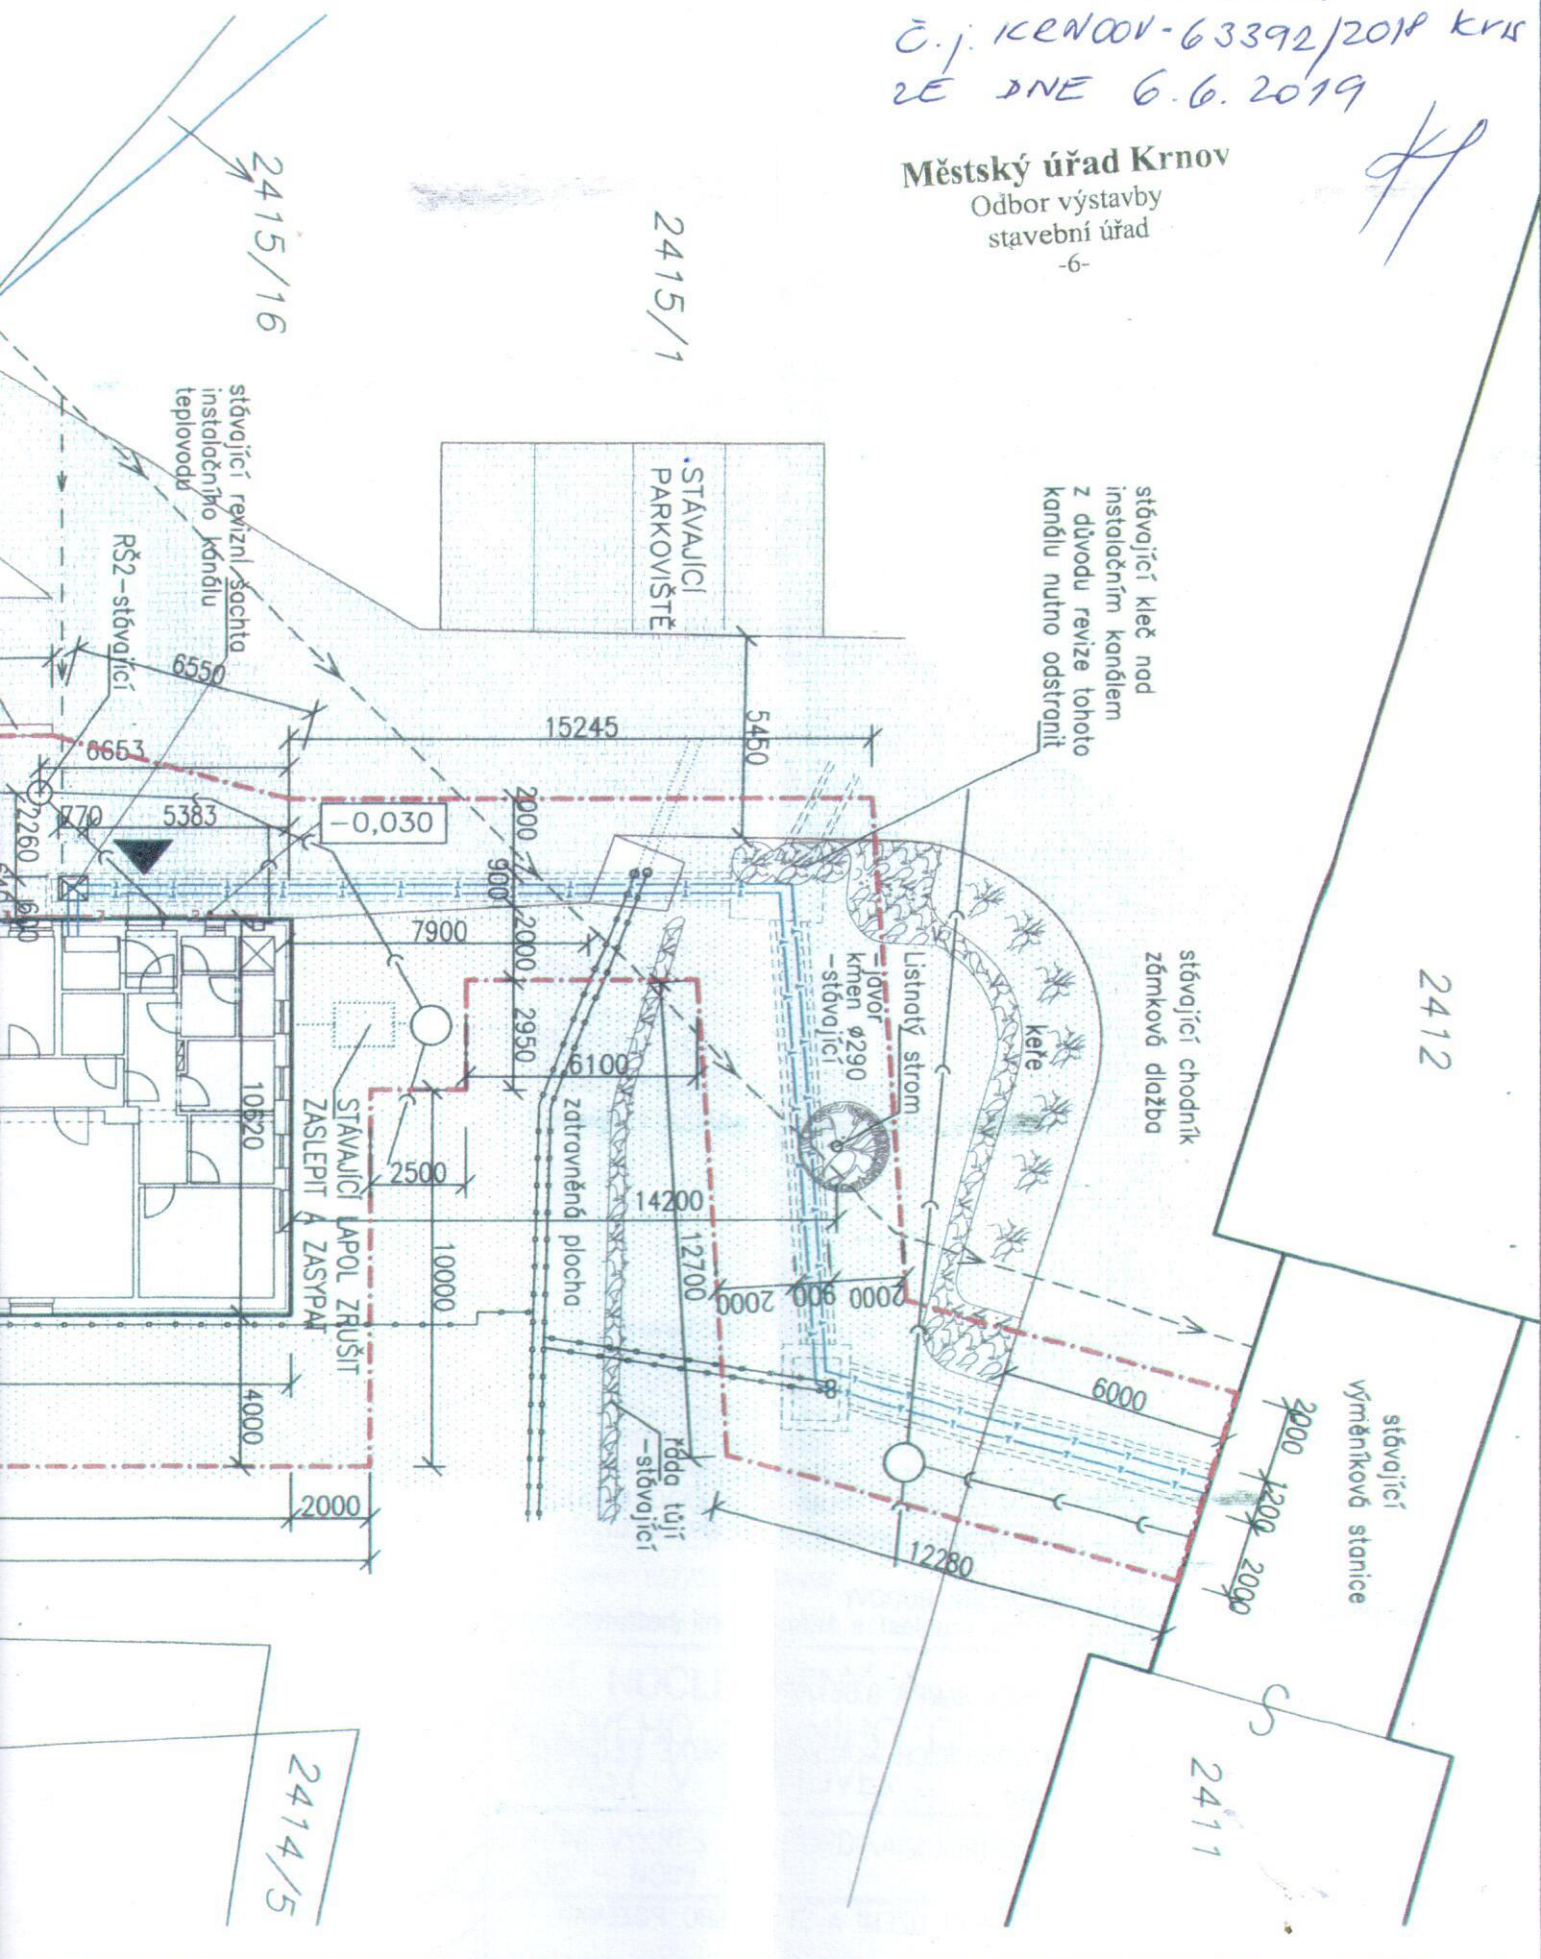 č.j. KRNOOV-63392/2018 kris
ZE DNE 6.6.2019
Městský úřad Krnov
Odbor výstavby
stavební úřad
-6-
2415/16
2415/1
2412
stávající revizní šachta
instalačního kanálu
teplovodu
RŠ2-stávající
STÁVAJÍCÍ
PARKOVIŠTĚ
stávající kleč nad
instalačním kanálem
z důvodu revize tohoto
kanálu nutno odstranit
stávající chodník
zámková dlažba
keře
Listnatý strom
-javor
kmen ø290
-stávající
6550
6653
15245
5450
770
5383
2260
-0,030
2000
900
2000
2950
7900
6100
10620
2500
STÁVAJÍCÍ LAPOL ZRUŠIT
ZASLEPIT A ZASYPAT
zatravněná plocha
14200
12700
10000
2000
900
2000
4000
2000
řada tújí
-stávající
6000
12280
2000
1200
2000
stávající
výměníková stanice
2411
2414/5